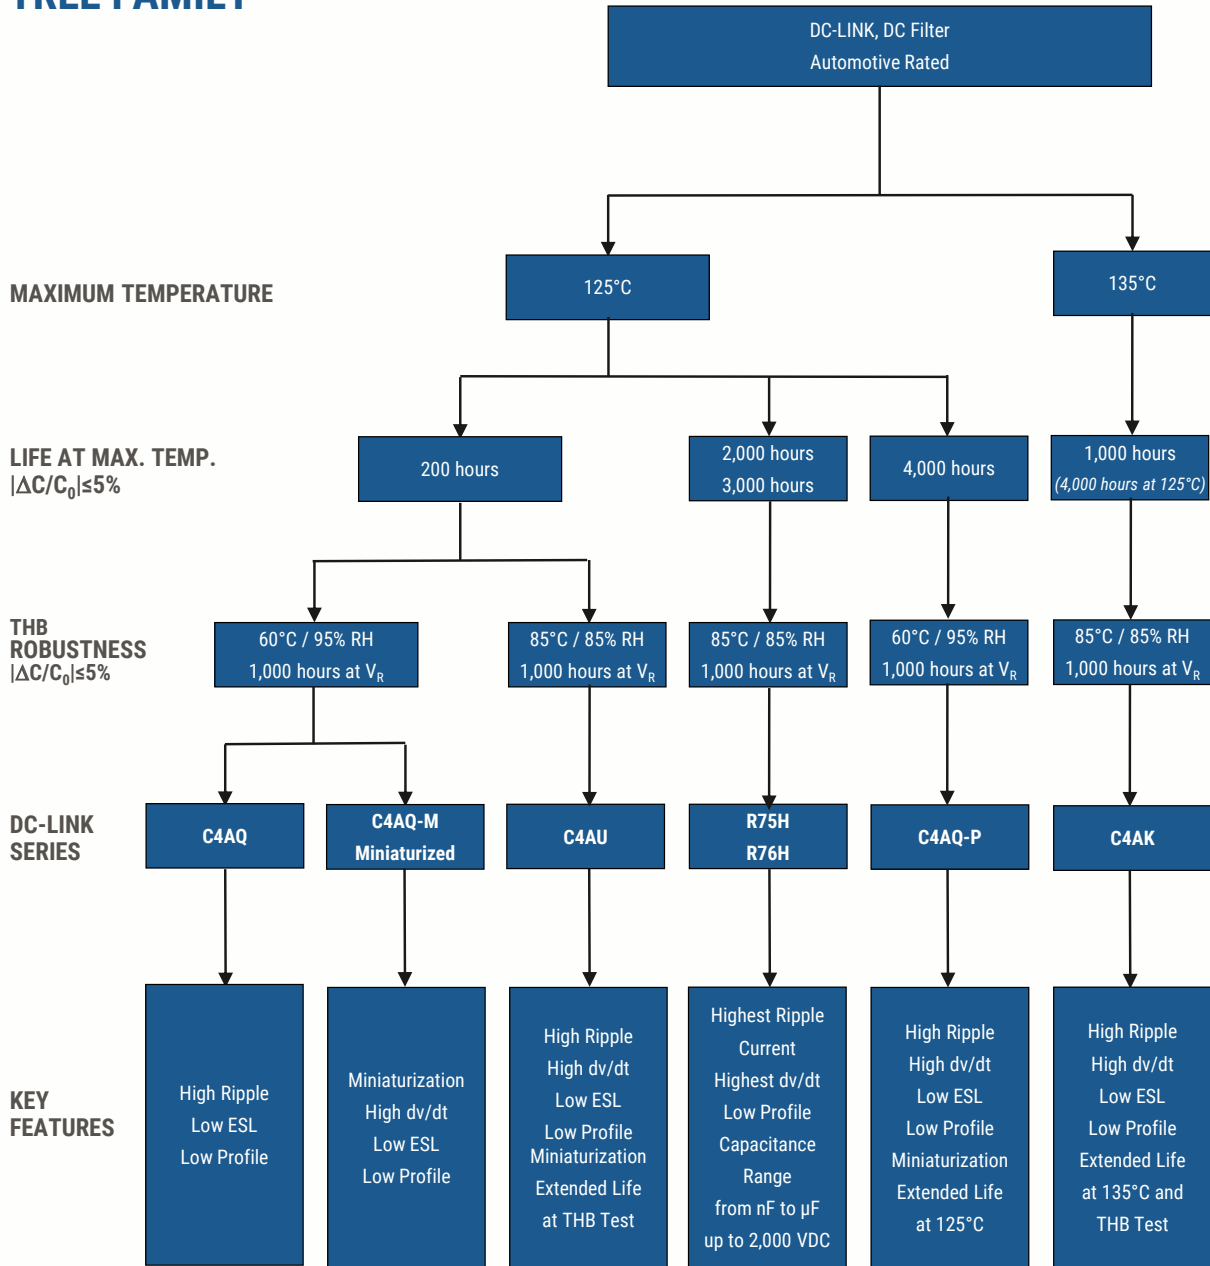 TREE FAMILY
DC-LINK, DC Filter
Automotive Rated
MAXIMUM TEMPERATURE
125°C
135°C
LIFE AT MAX. TEMP.
|ΔC/C₀|≤5%
200 hours
2,000 hours
3,000 hours
4,000 hours
1,000 hours
(4,000 hours at 125°C)
THB
ROBUSTNESS
|ΔC/C₀|≤5%
60°C / 95% RH
1,000 hours at VR
85°C / 85% RH
1,000 hours at VR
85°C / 85% RH
1,000 hours at VR
60°C / 95% RH
1,000 hours at VR
85°C / 85% RH
1,000 hours at VR
DC-LINK
SERIES
C4AQ
C4AQ-M
Miniaturized
C4AU
R75H
R76H
C4AQ-P
C4AK
KEY
FEATURES
High Ripple
Low ESL
Low Profile
Miniaturization
High dv/dt
Low ESL
Low Profile
High Ripple
High dv/dt
Low ESL
Low Profile
Miniaturization
Extended Life
at THB Test
Highest Ripple
Current
Highest dv/dt
Low Profile
Capacitance
Range
from nF to µF
up to 2,000 VDC
High Ripple
High dv/dt
Low ESL
Low Profile
Miniaturization
Extended Life
at 125°C
High Ripple
High dv/dt
Low ESL
Low Profile
Extended Life
at 135°C and
THB Test